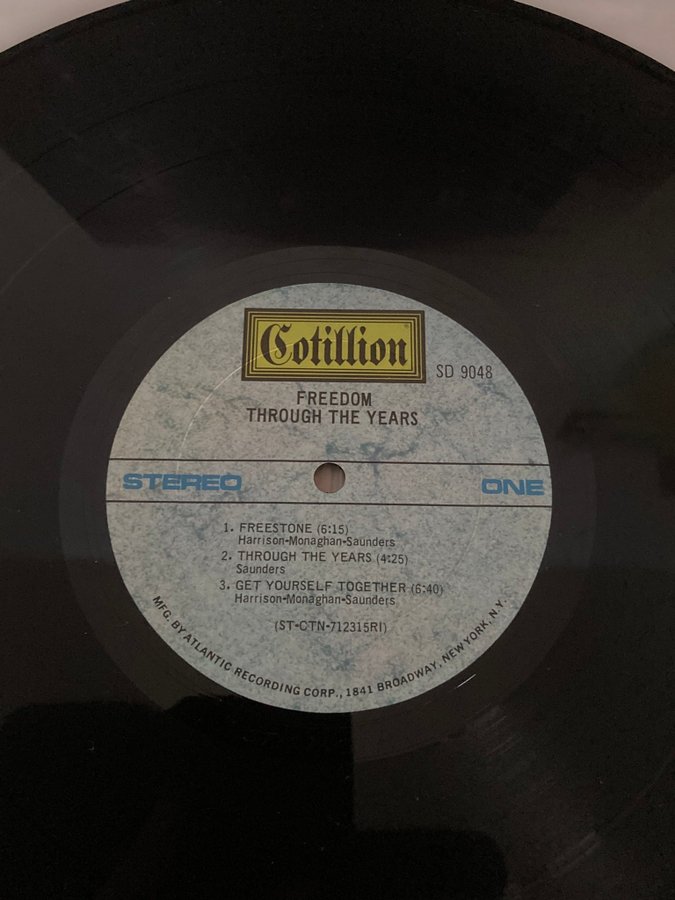 Cotillion
SD 9048
FREEDOM
THROUGH THE YEARS
STEREO
ONE
1. FREESTONE (6:15)
Harrison-Monaghan-Saunders
2. THROUGH THE YEARS (4:25)
Saunders
3. GET YOURSELF TOGETHER (6:40)
Harrison-Monaghan-Saunders
(ST-CTN-712315RI)
MFG. BY ATLANTIC RECORDING CORP., 1841 BROADWAY, NEW YORK, N.Y.